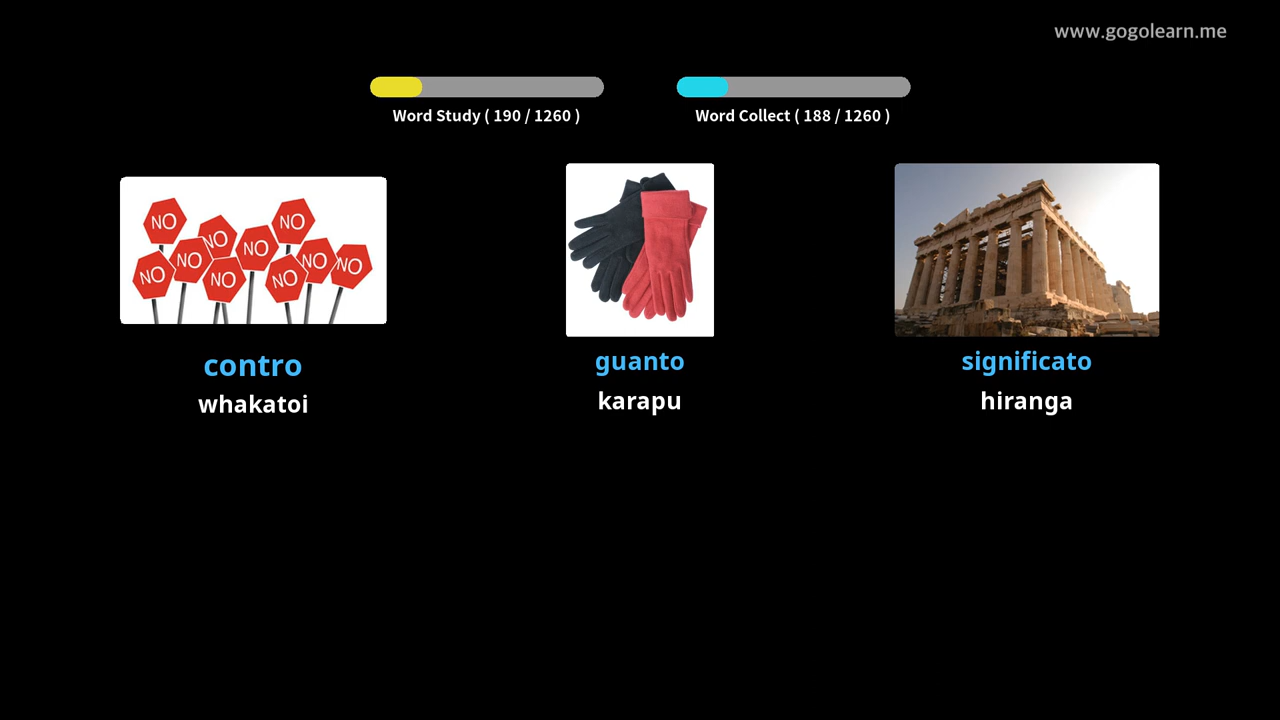 www.gogolearn.me
Word Study ( 190 / 1260 )
Word Collect ( 188 / 1260 )
NO
NO
NO
NO
NO
NO
NO
NO
NO
NO
contro
whakatoi
guanto
karapu
significato
hiranga